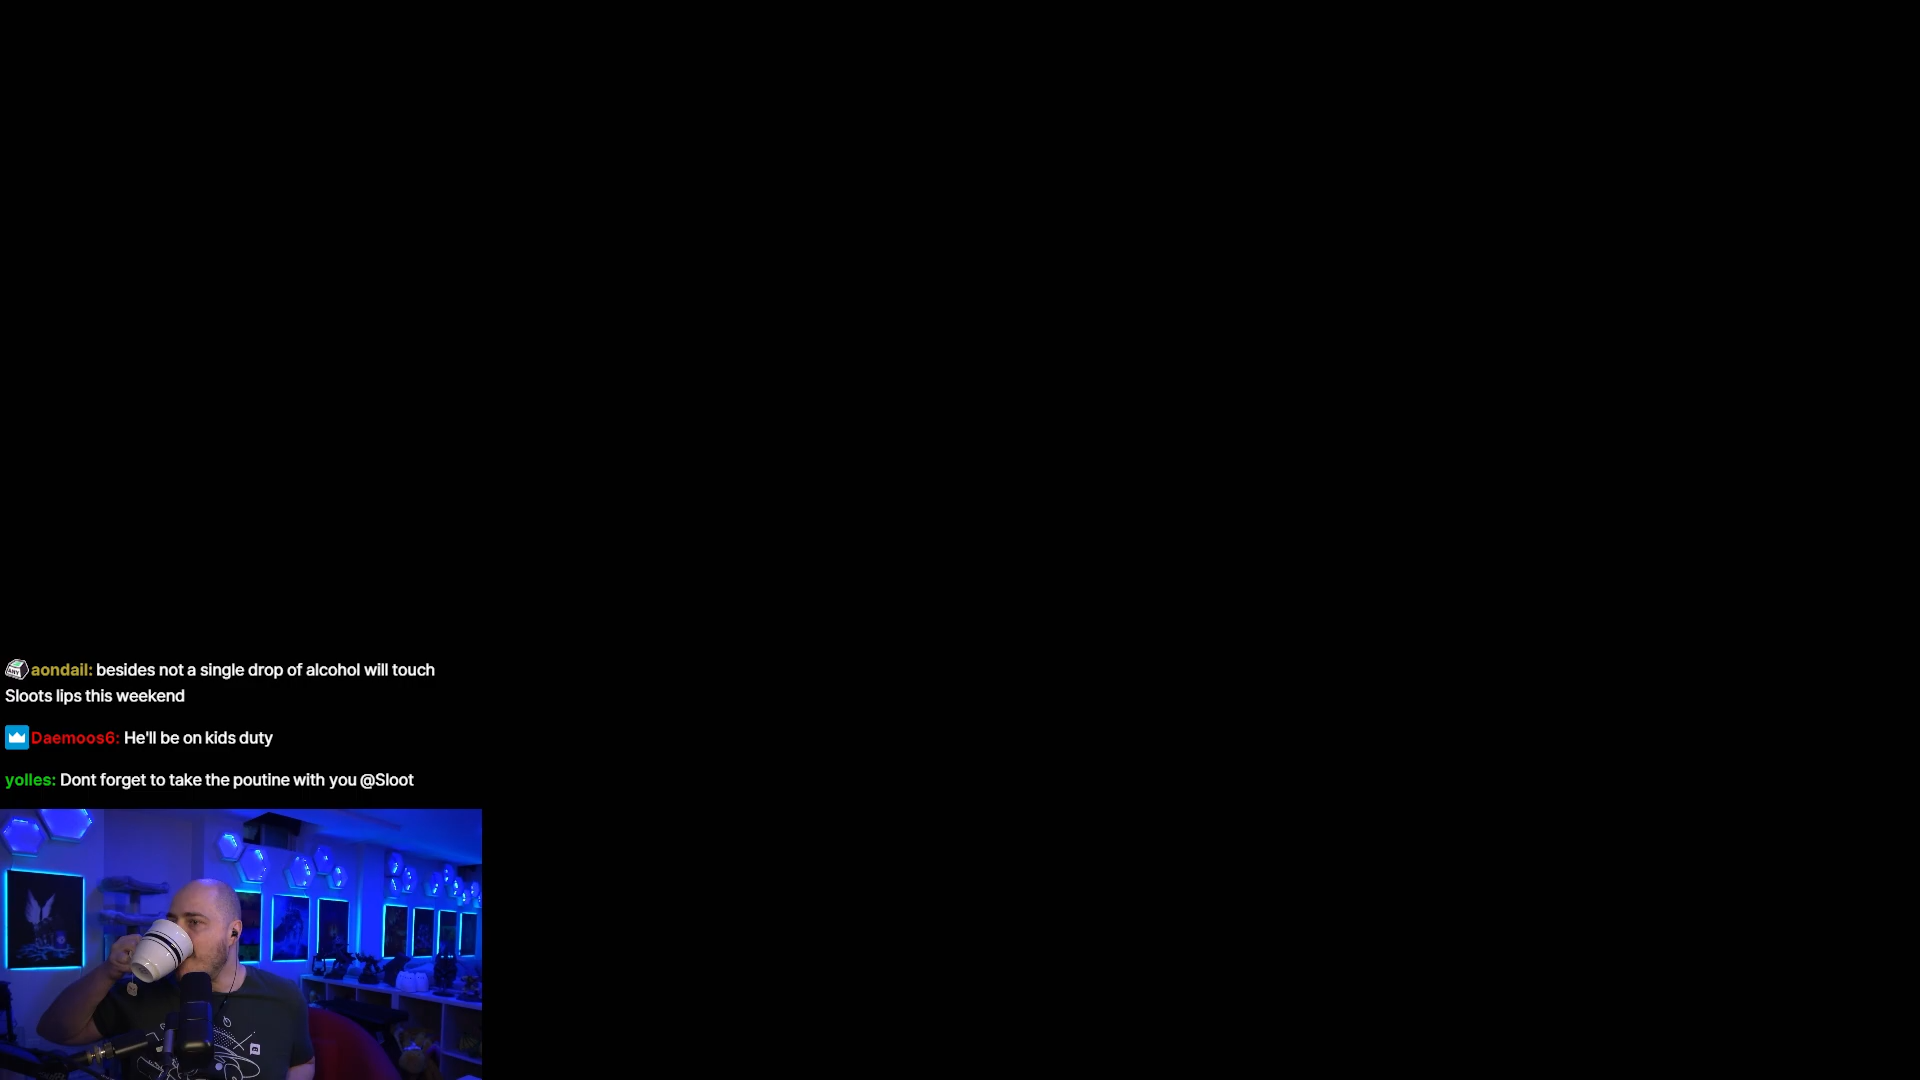 aondail: besides not a single drop of alcohol will touch
Sloots lips this weekend
Daemoos6: He'll be on kids duty
yolles: Dont forget to take the poutine with you @Sloot